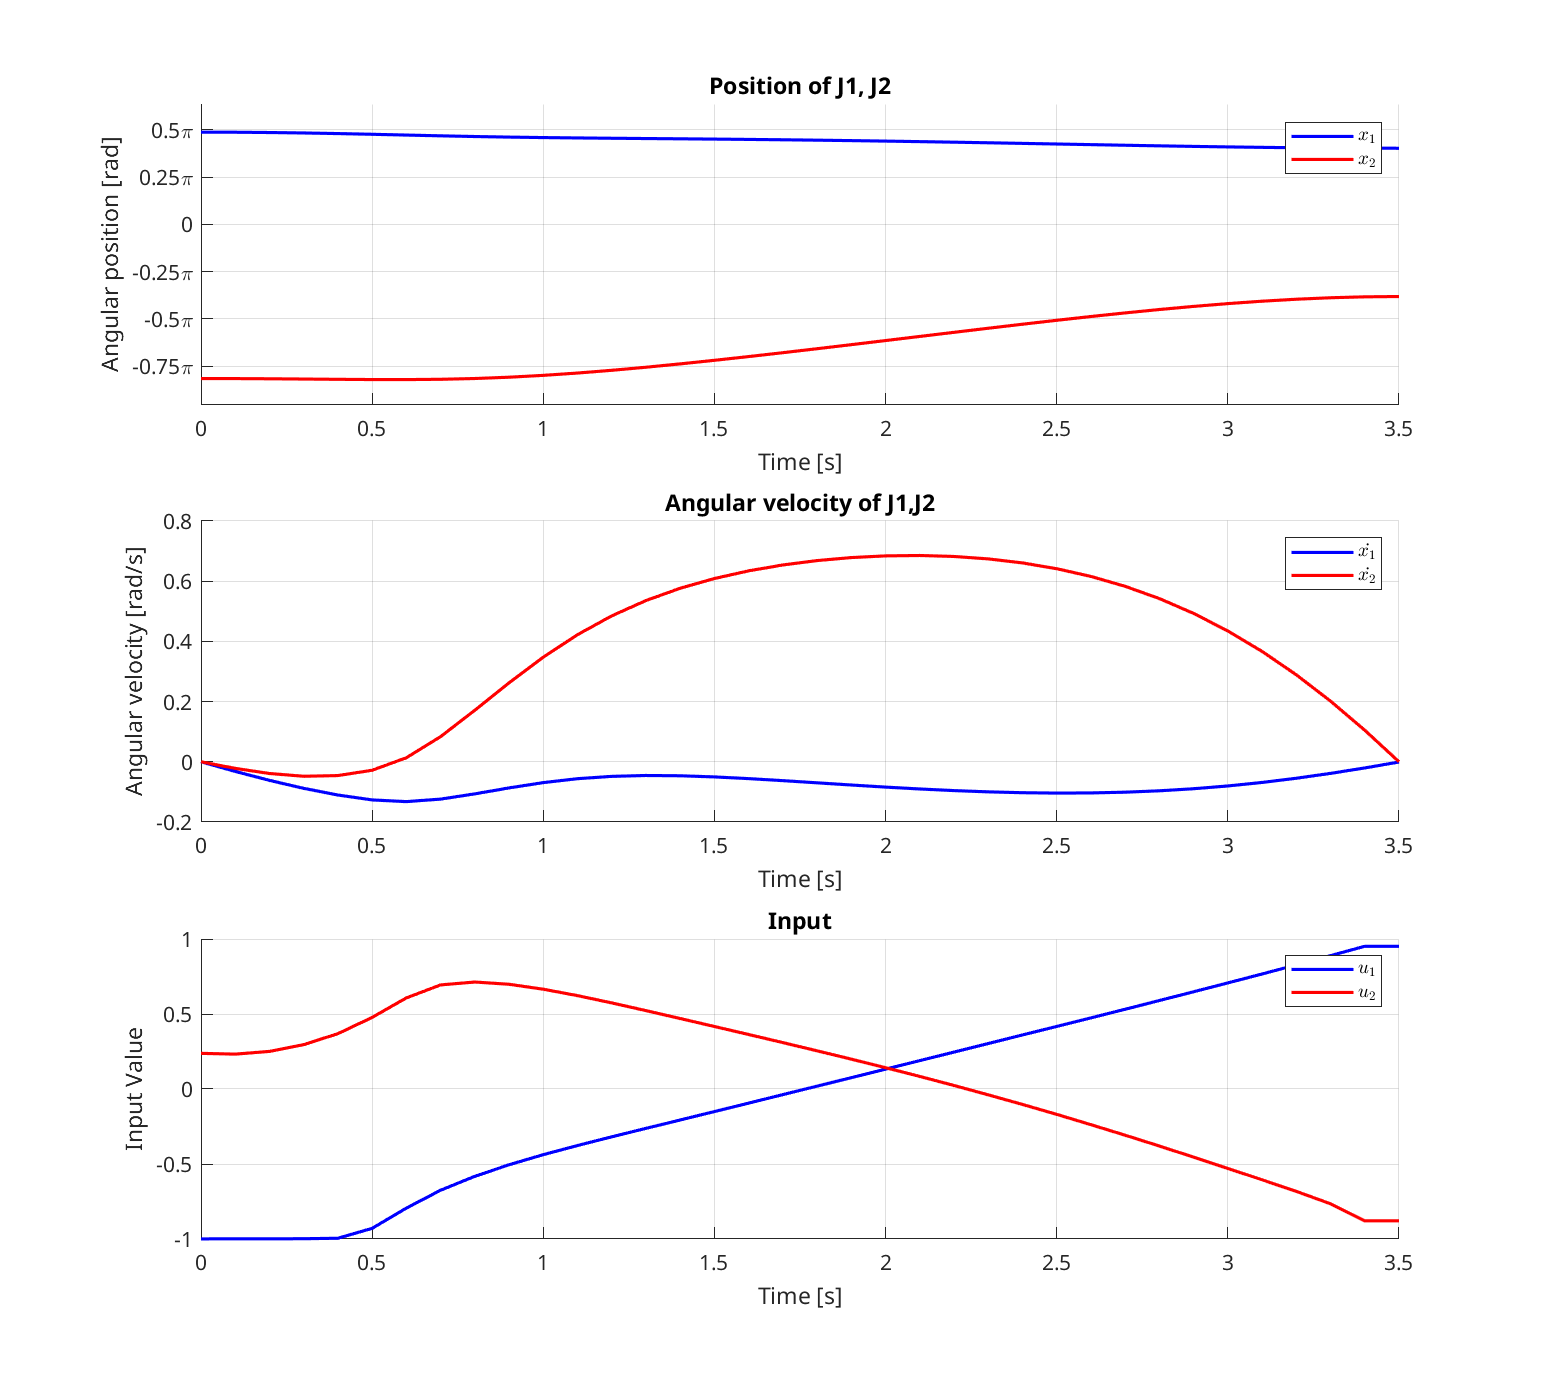 Position of J1, J2
Angular position [rad]
0.5π
0.25π
0
-0.25π
-0.5π
-0.75π
x₁
x₂
0 0.5 1 1.5 2 2.5 3 3.5
Time [s]
Angular velocity of J1,J2
Angular velocity [rad/s]
0.8
0.6
0.4
0.2
0
-0.2
ẋ₁
ẋ₂
0 0.5 1 1.5 2 2.5 3 3.5
Time [s]
Input
Input Value
1
0.5
0
-0.5
-1
u₁
u₂
0 0.5 1 1.5 2 2.5 3 3.5
Time [s]